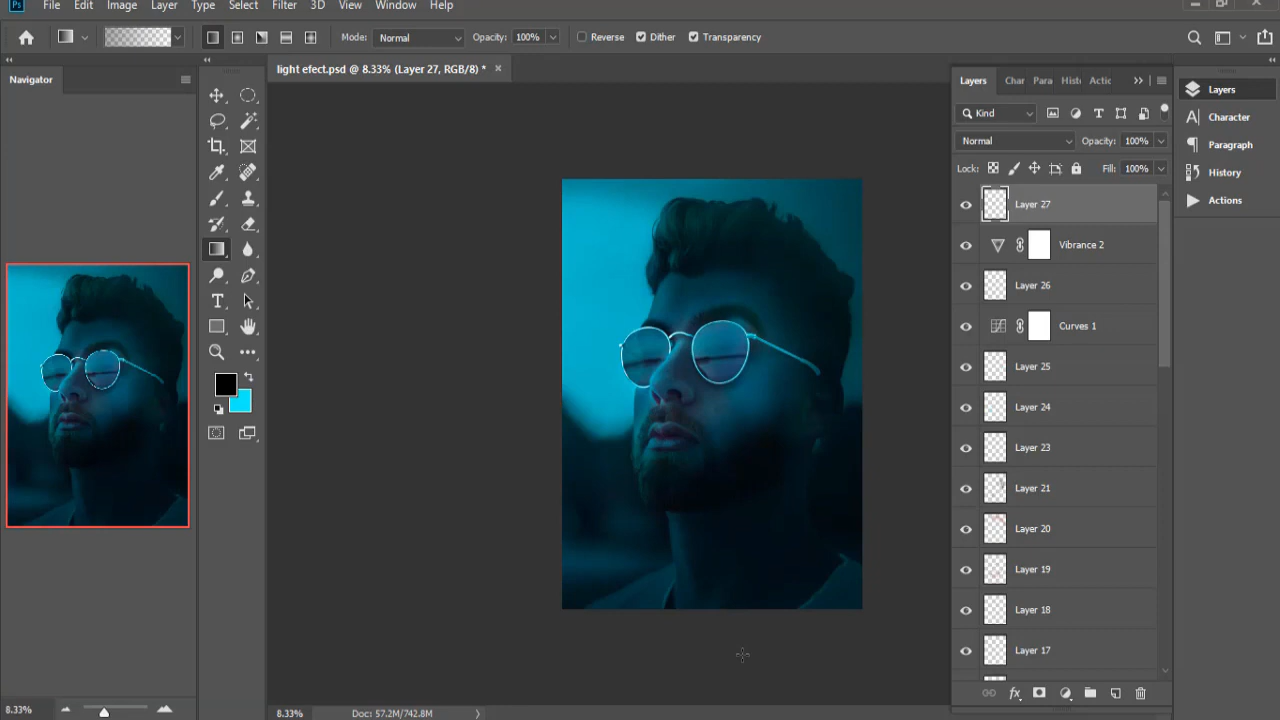 Ps File Edit Image Layer Type Select Filter 3D View Window Help
Mode: Normal Opacity: 100% Reverse Dither Transparency
light efect.psd @ 8.33% (Layer 27, RGB/8) *
Navigator
Layers Char Para Hist Actic
Kind
Normal Opacity: 100%
Lock: Fill: 100%
Layer 27
Vibrance 2
Layer 26
Curves 1
Layer 25
Layer 24
Layer 23
Layer 21
Layer 20
Layer 19
Layer 18
Layer 17
Layers
Character
Paragraph
History
Actions
8.33%
8.33% Doc: 57.2M/742.8M